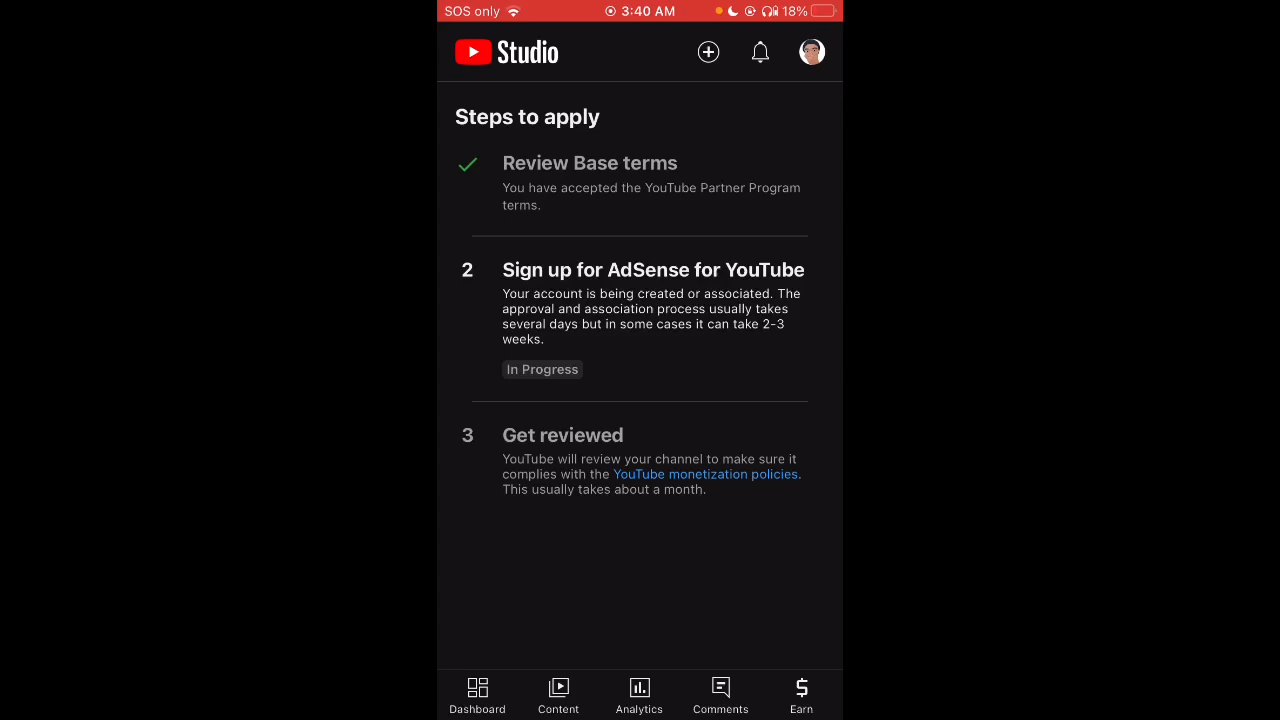 SOS only 3:40 AM 18%
Studio
Steps to apply
Review Base terms
You have accepted the YouTube Partner Program
terms.
2 Sign up for AdSense for YouTube
Your account is being created or associated. The
approval and association process usually takes
several days but in some cases it can take 2-3
weeks.
In Progress
3 Get reviewed
YouTube will review your channel to make sure it
complies with the YouTube monetization policies.
This usually takes about a month.
Dashboard Content Analytics Comments Earn